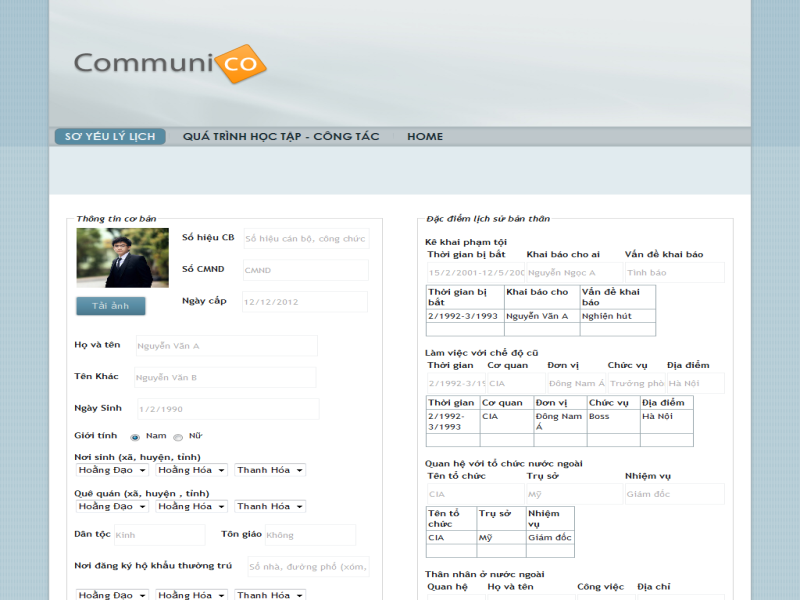 Communi CO
SƠ YẾU LÝ LỊCH QUÁ TRÌNH HỌC TẬP - CÔNG TÁC HOME
Thông tin cơ bản
Số hiệu CB Số hiệu cán bộ, công chức
Số CMND CMND
Tải ảnh
Ngày cấp 12/12/2012
Họ và tên Nguyễn Văn A
Tên Khác Nguyễn Văn B
Ngày Sinh 1/2/1990
Giới tính Nam Nữ
Nơi sinh (xã, huyện, tỉnh)
Hoằng Đạo Hoằng Hóa Thanh Hóa
Quê quán (xã, huyện , tỉnh)
Hoằng Đạo Hoằng Hóa Thanh Hóa
Dân tộc Kinh Tôn giáo Không
Nơi đăng ký hộ khẩu thường trú Số nhà, đường phố (xóm,
Hoằng Đạo Hoằng Hóa Thanh Hóa
Đặc điểm lịch sử bản thân
Kê khai phạm tội
Thời gian bị bắt Khai báo cho ai Vấn đề khai báo
15/2/2001-12/5/200 Nguyễn Ngọc A Tình báo
Thời gian bị bắt Khai báo cho Vấn đề khai báo
2/1992-3/1993 Nguyễn Văn A Nghiện hút
Làm việc với chế độ cũ
Thời gian Cơ quan Đơn vị Chức vụ Địa điểm
2/1992-3/19 CIA Đông Nam Á Trưởng phò Hà Nội
Thời gian Cơ quan Đơn vị Chức vụ Địa điểm
2/1992-3/1993 CIA Đông Nam Á Boss Hà Nội
Quan hệ với tổ chức nước ngoài
Tên tổ chức Trụ sở Nhiệm vụ
CIA Mỹ Giám đốc
Tên tổ chức Trụ sở Nhiệm vụ
CIA Mỹ Giám đốc
Thân nhân ở nước ngoài
Quan hệ Họ và tên Công việc Địa chỉ